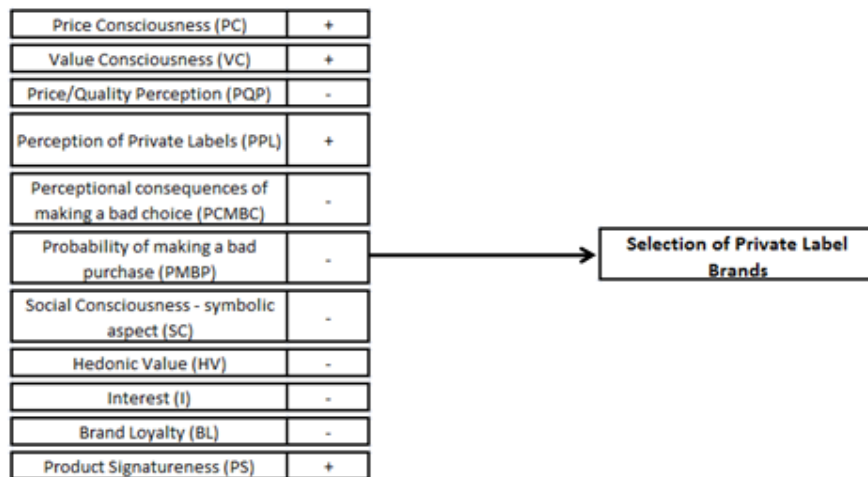 Price Consciousness (PC) +
Value Consciousness (VC) +
Price/Quality Perception (PQP) -
Perception of Private Labels (PPL) +
Perceptional consequences of
making a bad choice (PCMBC) -
Probability of making a bad
purchase (PMBP) -
Social Consciousness - symbolic
aspect (SC) -
Hedonic Value (HV) -
Interest (I) -
Brand Loyalty (BL) -
Product Signatureness (PS) +
Selection of Private Label
Brands